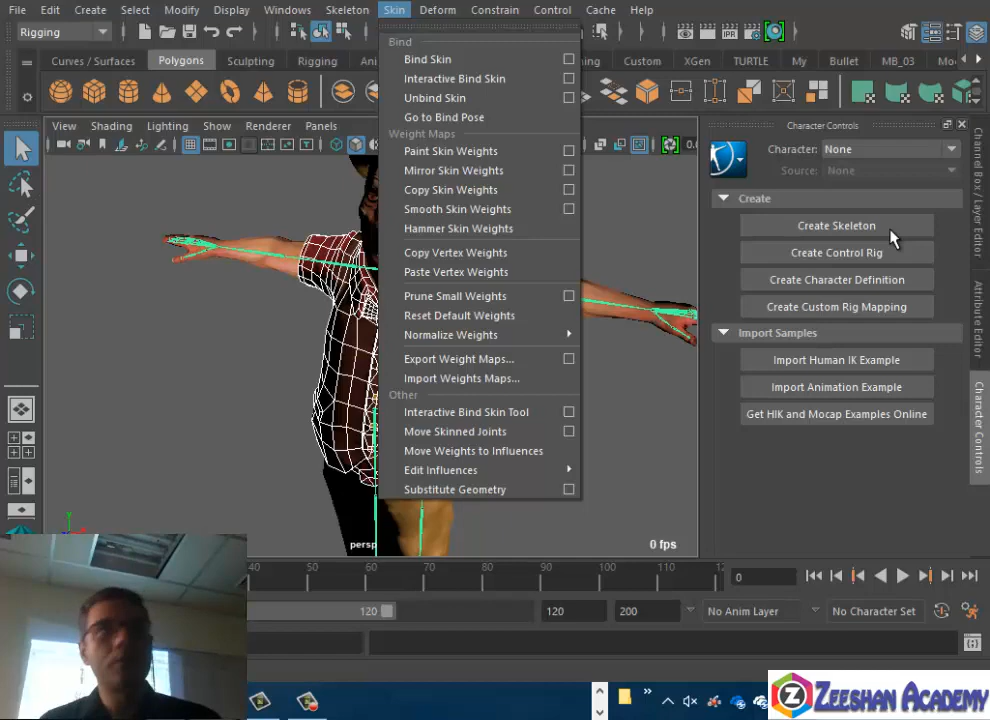 File Edit Create Select Modify Display Windows Skeleton Skin Deform Constrain Control Cache Help
Rigging
Curves / Surfaces Polygons Sculpting Rigging Custom XGen TURTLE My Bullet MB_03
View Shading Lighting Show Renderer Panels
Bind
Bind Skin
Interactive Bind Skin
Unbind Skin
Go to Bind Pose
Weight Maps
Paint Skin Weights
Mirror Skin Weights
Copy Skin Weights
Smooth Skin Weights
Hammer Skin Weights
Copy Vertex Weights
Paste Vertex Weights
Prune Small Weights
Reset Default Weights
Normalize Weights
Export Weight Maps...
Import Weights Maps...
Other
Interactive Bind Skin Tool
Move Skinned Joints
Move Weights to Influences
Edit Influences
Substitute Geometry
Character Controls
Character: None
Source: None
Create
Create Skeleton
Create Control Rig
Create Character Definition
Create Custom Rig Mapping
Import Samples
Import Human IK Example
Import Animation Example
Get HIK and Mocap Examples Online
Channel Box / Layer Editor
Attribute Editor
Character Controls
IPR
persp
0 fps
40 50 60 70 80 90 100 110 0
120 120 200 No Anim Layer No Character Set
ZEESHAN ACADEMY